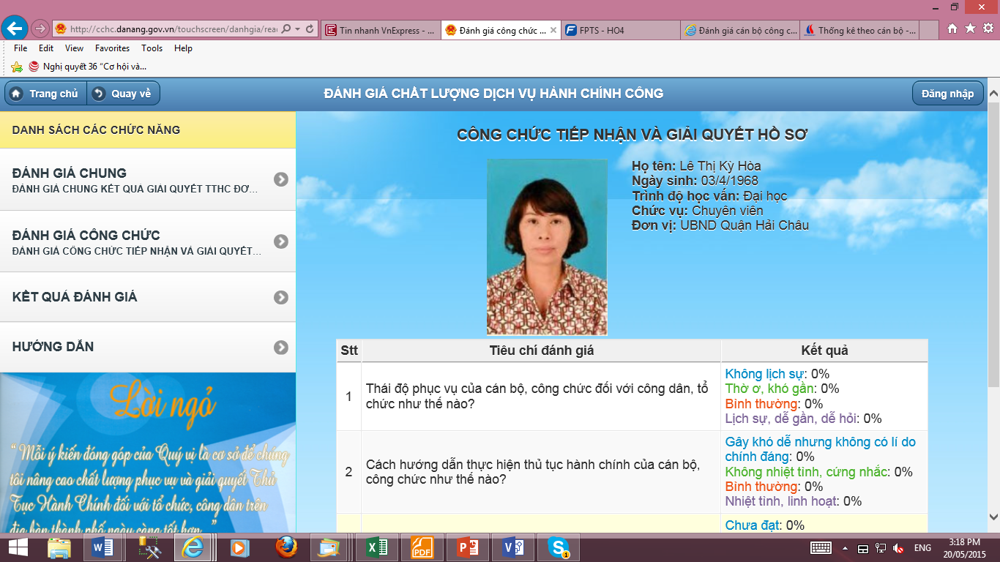 http://cchc.danang.gov.vn/touchscreen/danhgia/rea
Tin nhanh VnExpress - ...
Đánh giá công chức ...
FPTS - HO4
Đánh giá cán bộ công c...
Thống kê theo cán bộ -...
File Edit View Favorites Tools Help
Nghị quyết 36 “Cơ hội và...
Trang chủ
Quay về
ĐÁNH GIÁ CHẤT LƯỢNG DỊCH VỤ HÀNH CHÍNH CÔNG
Đăng nhập
DANH SÁCH CÁC CHỨC NĂNG
ĐÁNH GIÁ CHUNG
ĐÁNH GIÁ CHUNG KẾT QUẢ GIẢI QUYẾT TTHC ĐƠ...
ĐÁNH GIÁ CÔNG CHỨC
ĐÁNH GIÁ CÔNG CHỨC TIẾP NHẬN VÀ GIẢI QUYẾT...
KẾT QUẢ ĐÁNH GIÁ
HƯỚNG DẪN
Lời ngỏ
“ Mỗi ý kiến đóng góp của Quý vị là cơ sở để chúng
tôi nâng cao chất lượng phục vụ và giải quyết Thủ
Tục Hành Chính đối với tổ chức, công dân trên
địa bàn thành phố ngày càng tốt hơn. ”
CÔNG CHỨC TIẾP NHẬN VÀ GIẢI QUYẾT HỒ SƠ
Họ tên: Lê Thị Kỳ Hòa
Ngày sinh: 03/4/1968
Trình độ học vấn: Đại học
Chức vụ: Chuyên viên
Đơn vị: UBND Quận Hải Châu
Stt
Tiêu chí đánh giá
Kết quả
1
Thái độ phục vụ của cán bộ, công chức đối với công dân, tổ
chức như thế nào?
Không lịch sự: 0%
Thờ ơ, khó gần: 0%
Bình thường: 0%
Lịch sự, dễ gần, dễ hỏi: 0%
2
Cách hướng dẫn thực hiện thủ tục hành chính của cán bộ,
công chức như thế nào?
Gây khó dễ nhưng không có lí do
chính đáng: 0%
Không nhiệt tình, cứng nhắc: 0%
Bình thường: 0%
Nhiệt tình, linh hoạt: 0%
Chưa đạt: 0%
PDF
1
ENG
3:18 PM
20/05/2015